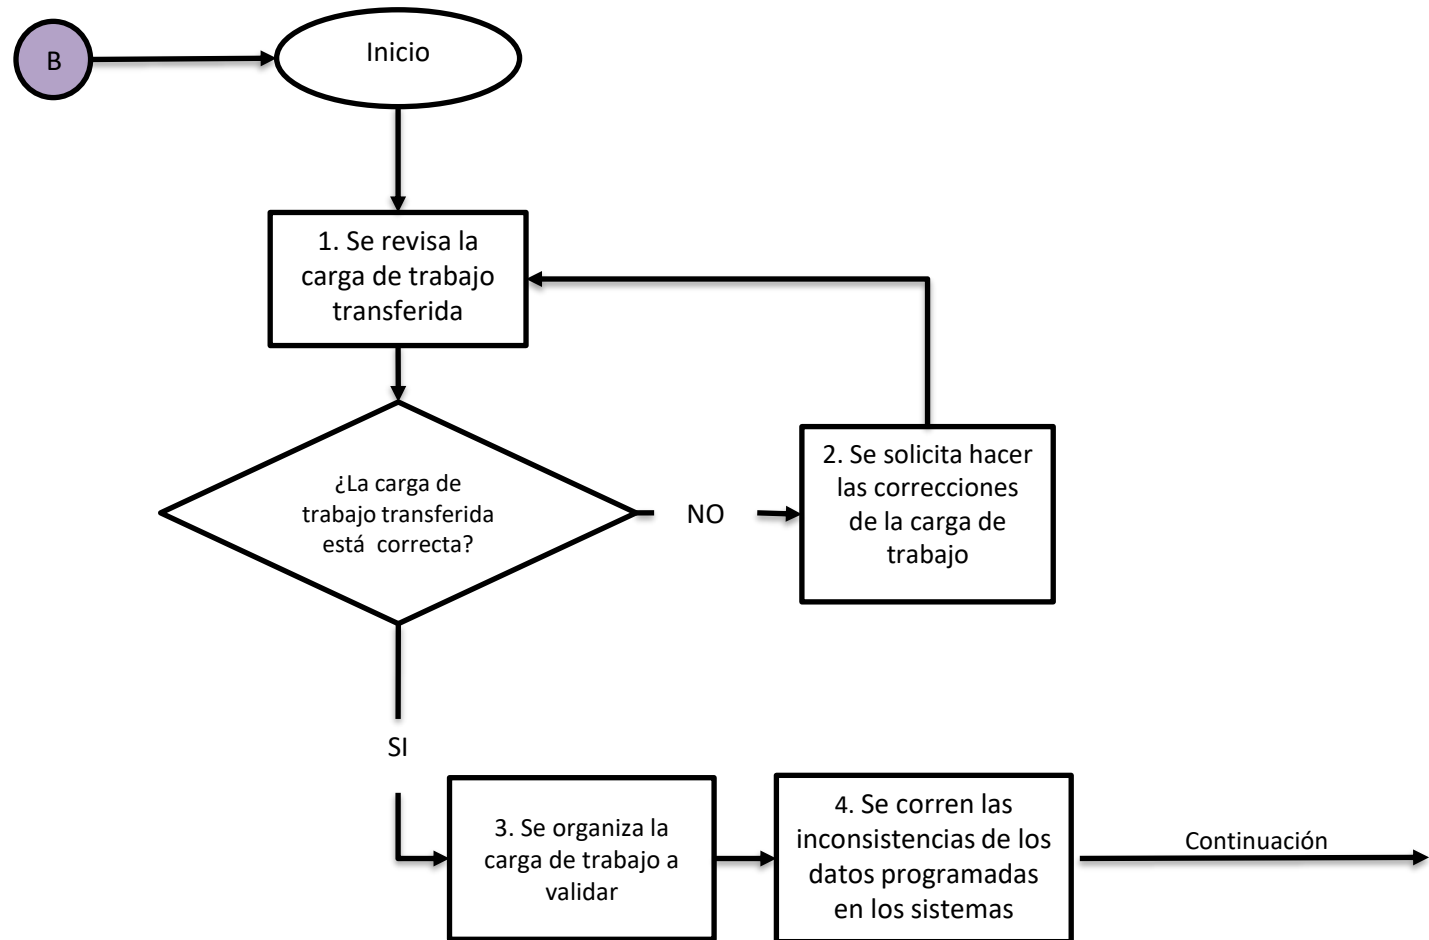 B
Inicio
1. Se revisa la
carga de trabajo
transferida
¿La carga de
trabajo transferida
está  correcta?
NO
2. Se solicita hacer
las correcciones
de la carga de
trabajo
SI
3. Se organiza la
carga de trabajo a
validar
4. Se corren las
inconsistencias de los
datos programadas
en los sistemas
Continuación